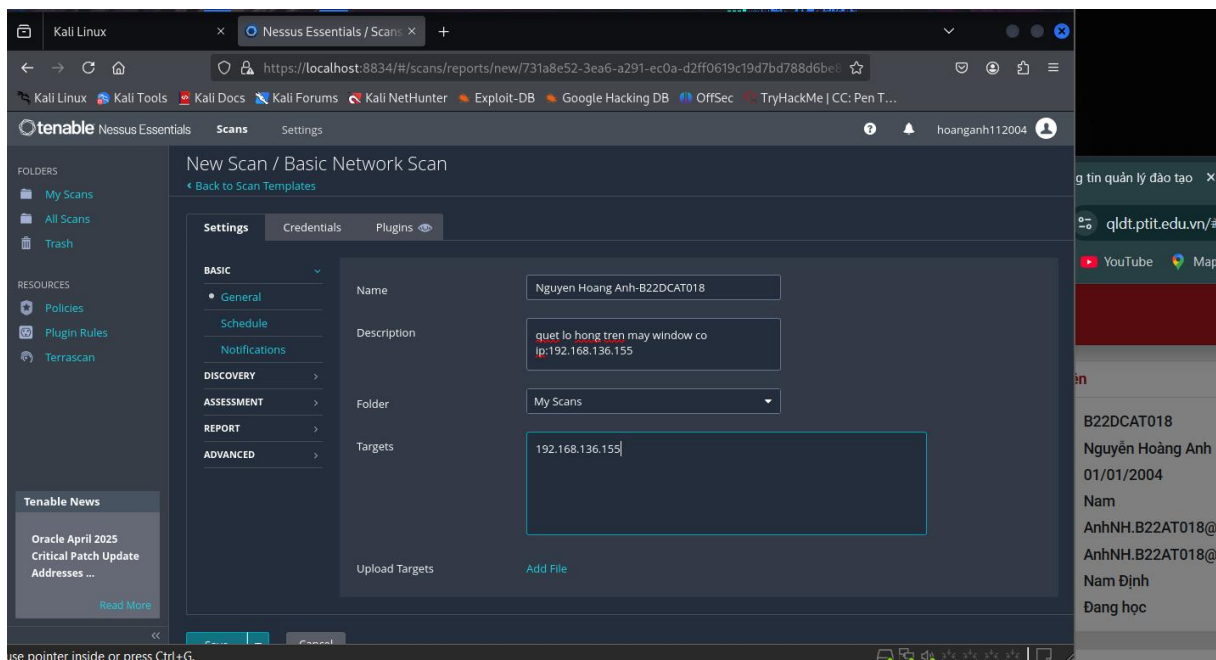 Kali Linux
Nessus Essentials / Scans
https://localhost:8834/#/scans/reports/new/731a8e52-3ea6-a291-ec0a-d2ff0619c19d7bd788d6be8
Kali Linux Kali Tools Kali Docs Kali Forums Kali NetHunter Exploit-DB Google Hacking DB OffSec TryHackMe | CC: Pen T...
tenable Nessus Essentials Scans Settings hoanganh112004
FOLDERS
My Scans
All Scans
Trash
RESOURCES
Policies
Plugin Rules
Terrascan
Tenable News
Oracle April 2025
Critical Patch Update
Addresses ...
Read More
New Scan / Basic Network Scan
Back to Scan Templates
Settings Credentials Plugins
BASIC
General
Schedule
Notifications
DISCOVERY
ASSESSMENT
REPORT
ADVANCED
Name
Nguyen Hoang Anh-B22DCAT018
Description
quet lo hong tren may window co
ip:192.168.136.155
Folder
My Scans
Targets
192.168.136.155
Upload Targets
Add File
Save Cancel
use pointer inside or press Ctrl+G.
g tin quản lý đào tạo
qldt.ptit.edu.vn/#
YouTube Map
ên
B22DCAT018
Nguyễn Hoàng Anh
01/01/2004
Nam
AnhNH.B22AT018@
AnhNH.B22AT018@
Nam Định
Đang học